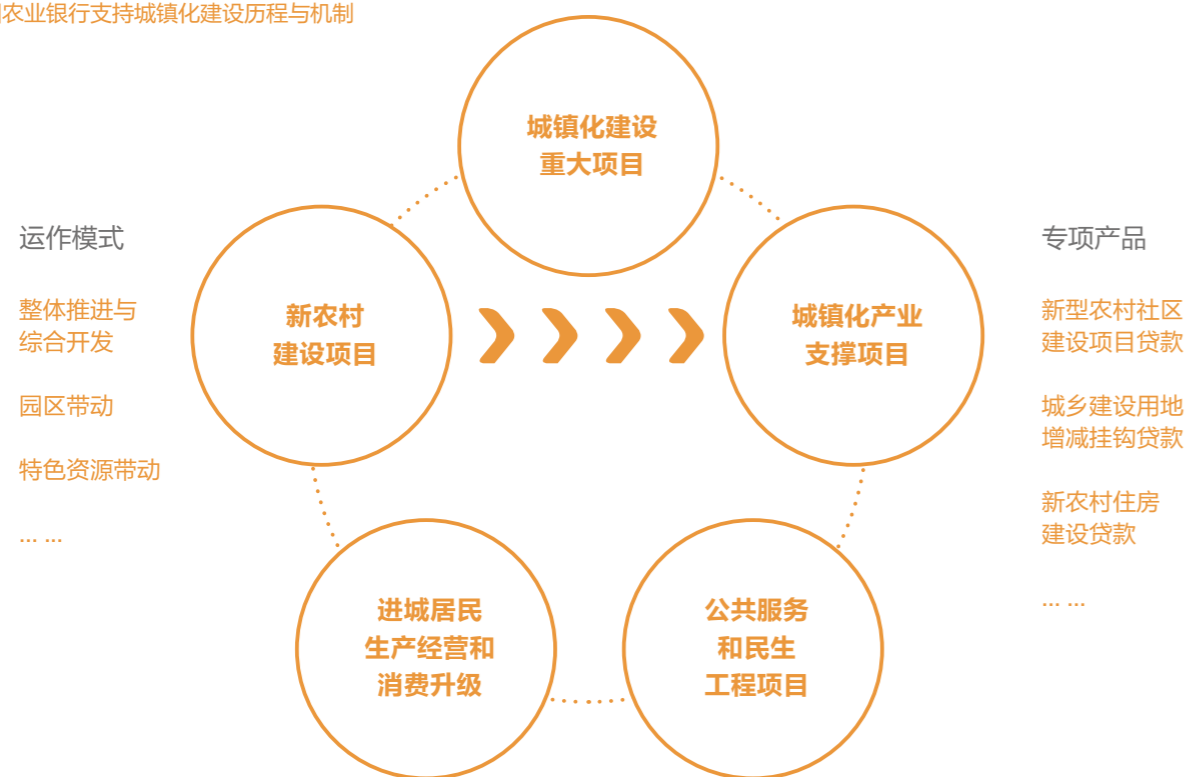 农业银行支持城镇化建设历程与机制
城镇化建设
重大项目
运作模式
整体推进与
综合开发
园区带动
特色资源带动
... ...
新农村
建设项目
城镇化产业
支撑项目
专项产品
新型农村社区
建设项目贷款
城乡建设用地
增减挂钩贷款
新农村住房
建设贷款
... ...
进城居民
生产经营和
消费升级
公共服务
和民生
工程项目